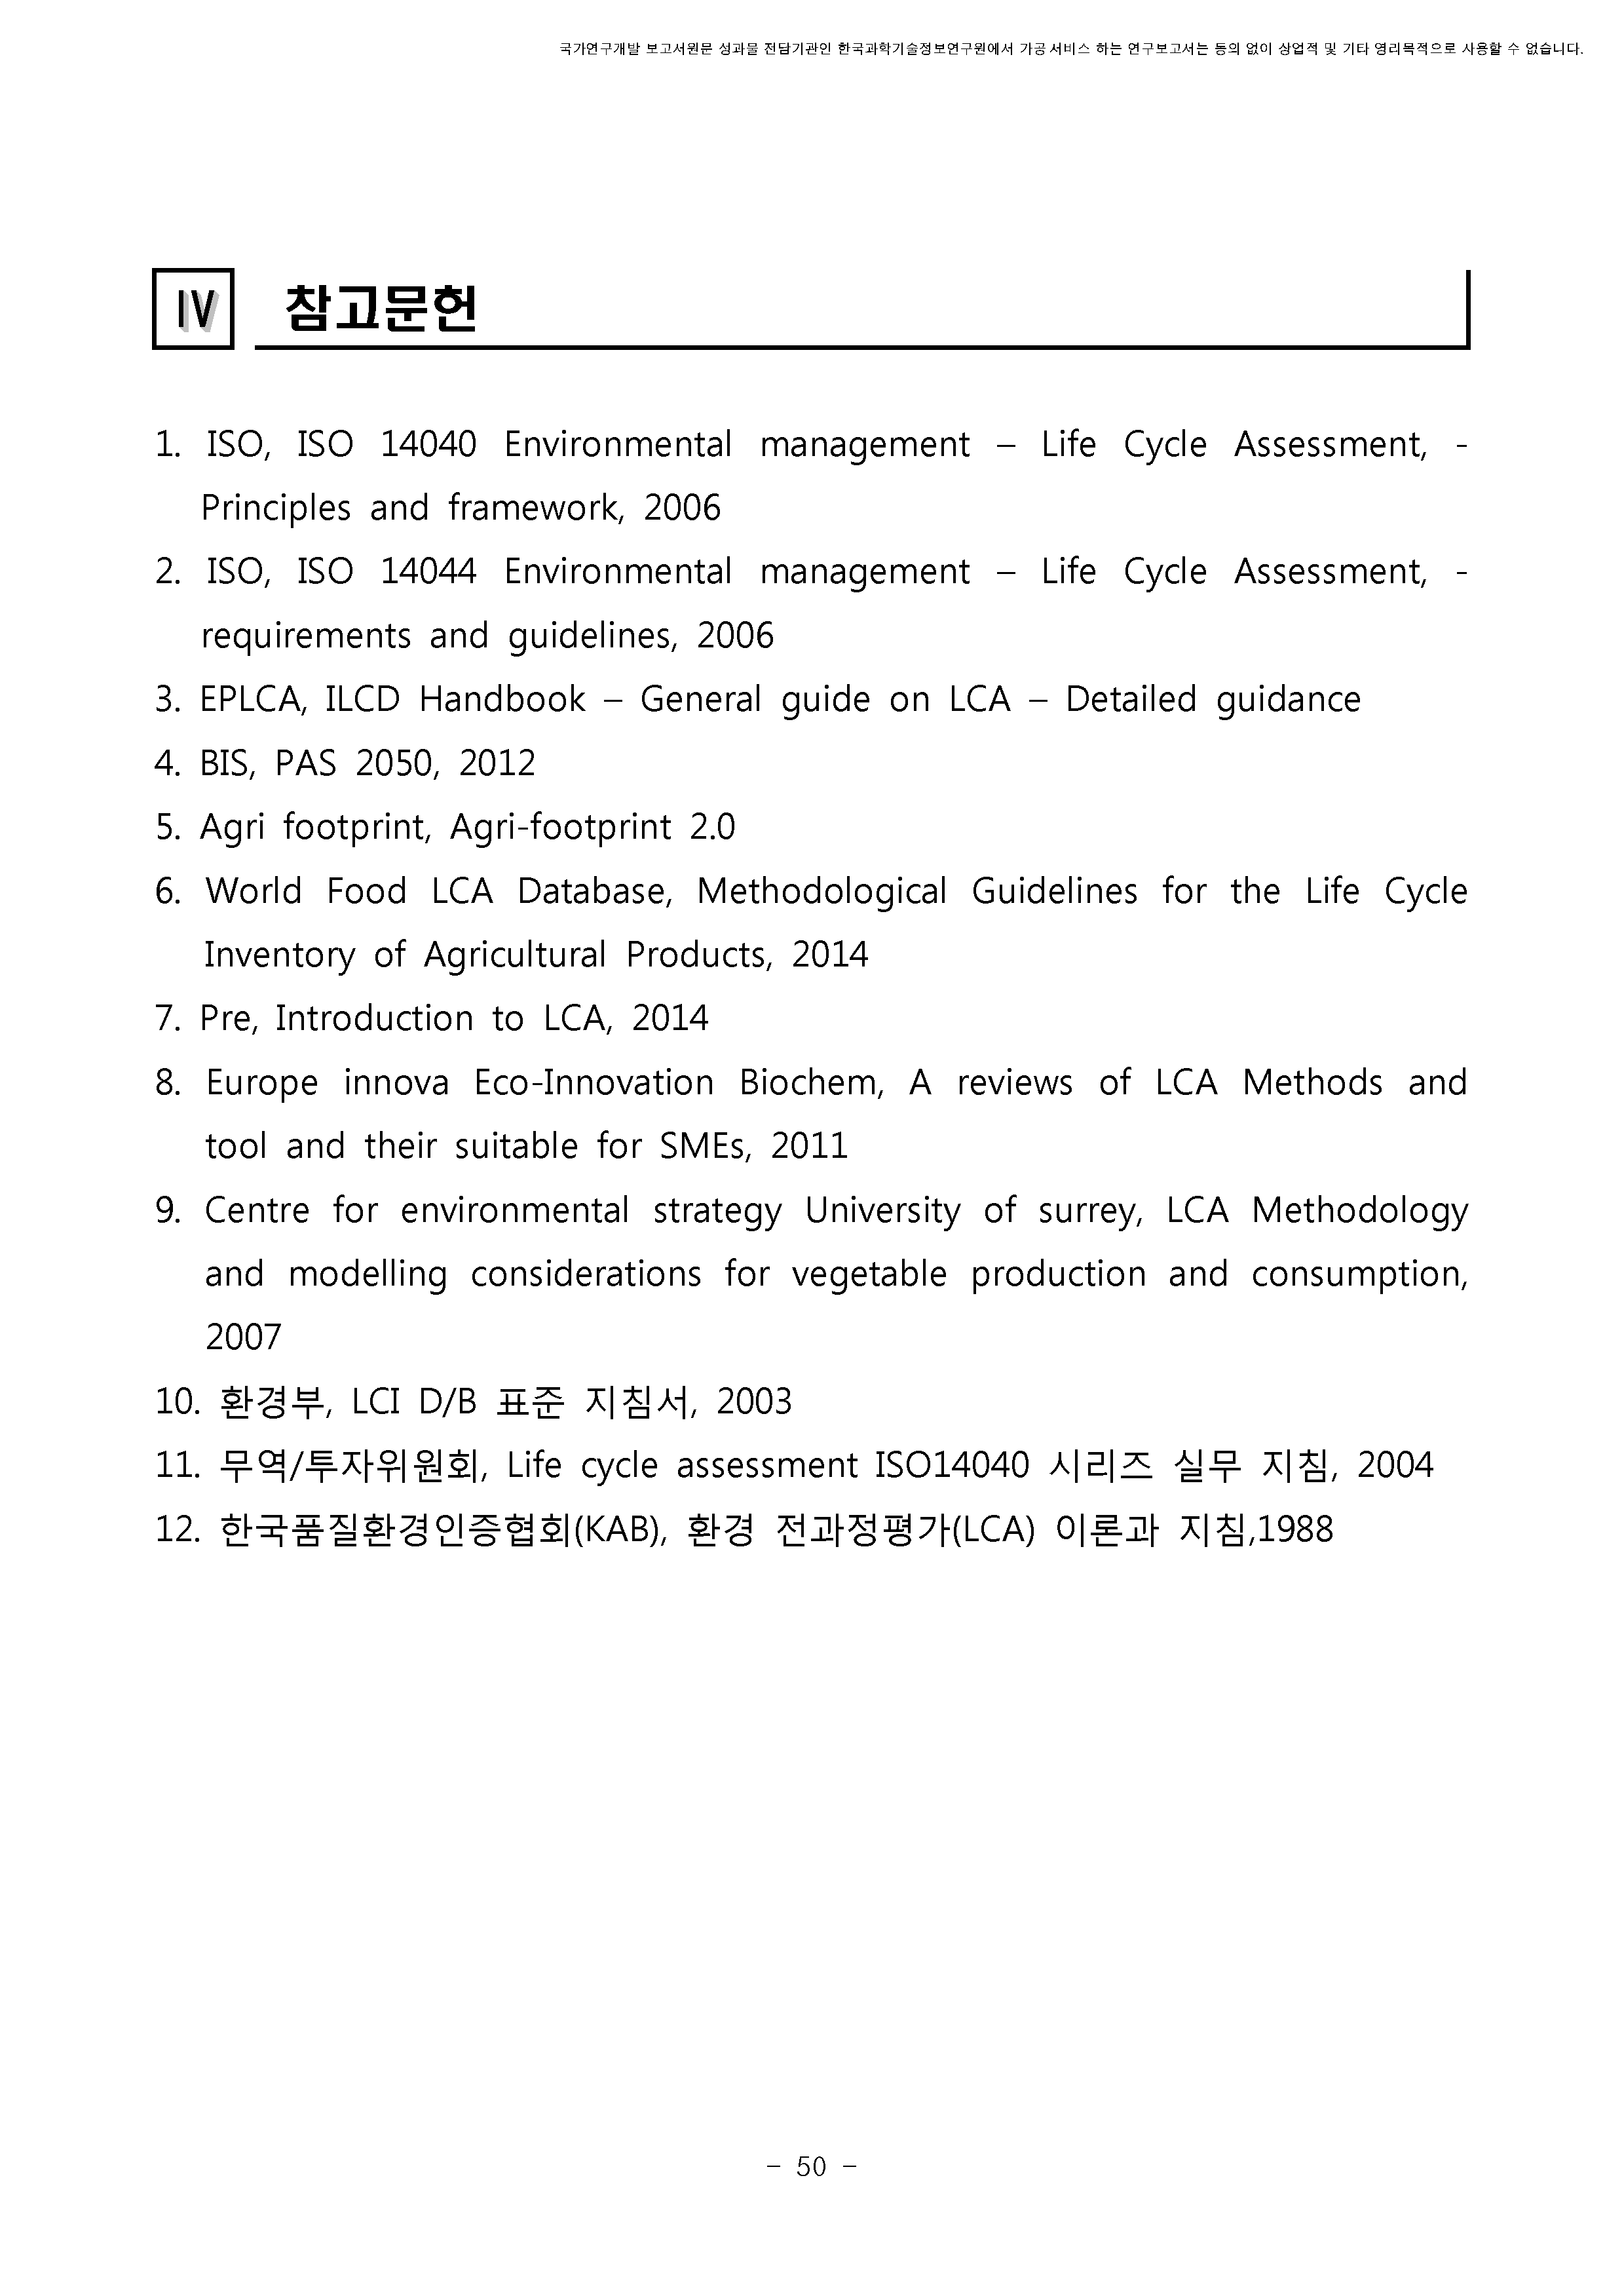 국가연구개발 보고서원문 성과물 전담기관인 한국과학기술정보연구원에서 가공·서비스 하는 연구보고서는 동의 없이 상업적 및 기타 영리목적으로 사용할 수 없습니다.
Ⅳ 참고문헌
1. ISO, ISO 14040 Environmental management – Life Cycle Assessment, -
Principles and framework, 2006
2. ISO, ISO 14044 Environmental management – Life Cycle Assessment, -
requirements and guidelines, 2006
3. EPLCA, ILCD Handbook – General guide on LCA – Detailed guidance
4. BIS, PAS 2050, 2012
5. Agri footprint, Agri-footprint 2.0
6. World Food LCA Database, Methodological Guidelines for the Life Cycle
Inventory of Agricultural Products, 2014
7. Pre, Introduction to LCA, 2014
8. Europe innova Eco-Innovation Biochem, A reviews of LCA Methods and
tool and their suitable for SMEs, 2011
9. Centre for environmental strategy University of surrey, LCA Methodology
and modelling considerations for vegetable production and consumption,
2007
10. 환경부, LCI D/B 표준 지침서, 2003
11. 무역/투자위원회, Life cycle assessment ISO14040 시리즈 실무 지침, 2004
12. 한국품질환경인증협회(KAB), 환경 전과정평가(LCA) 이론과 지침,1988
- 50 -